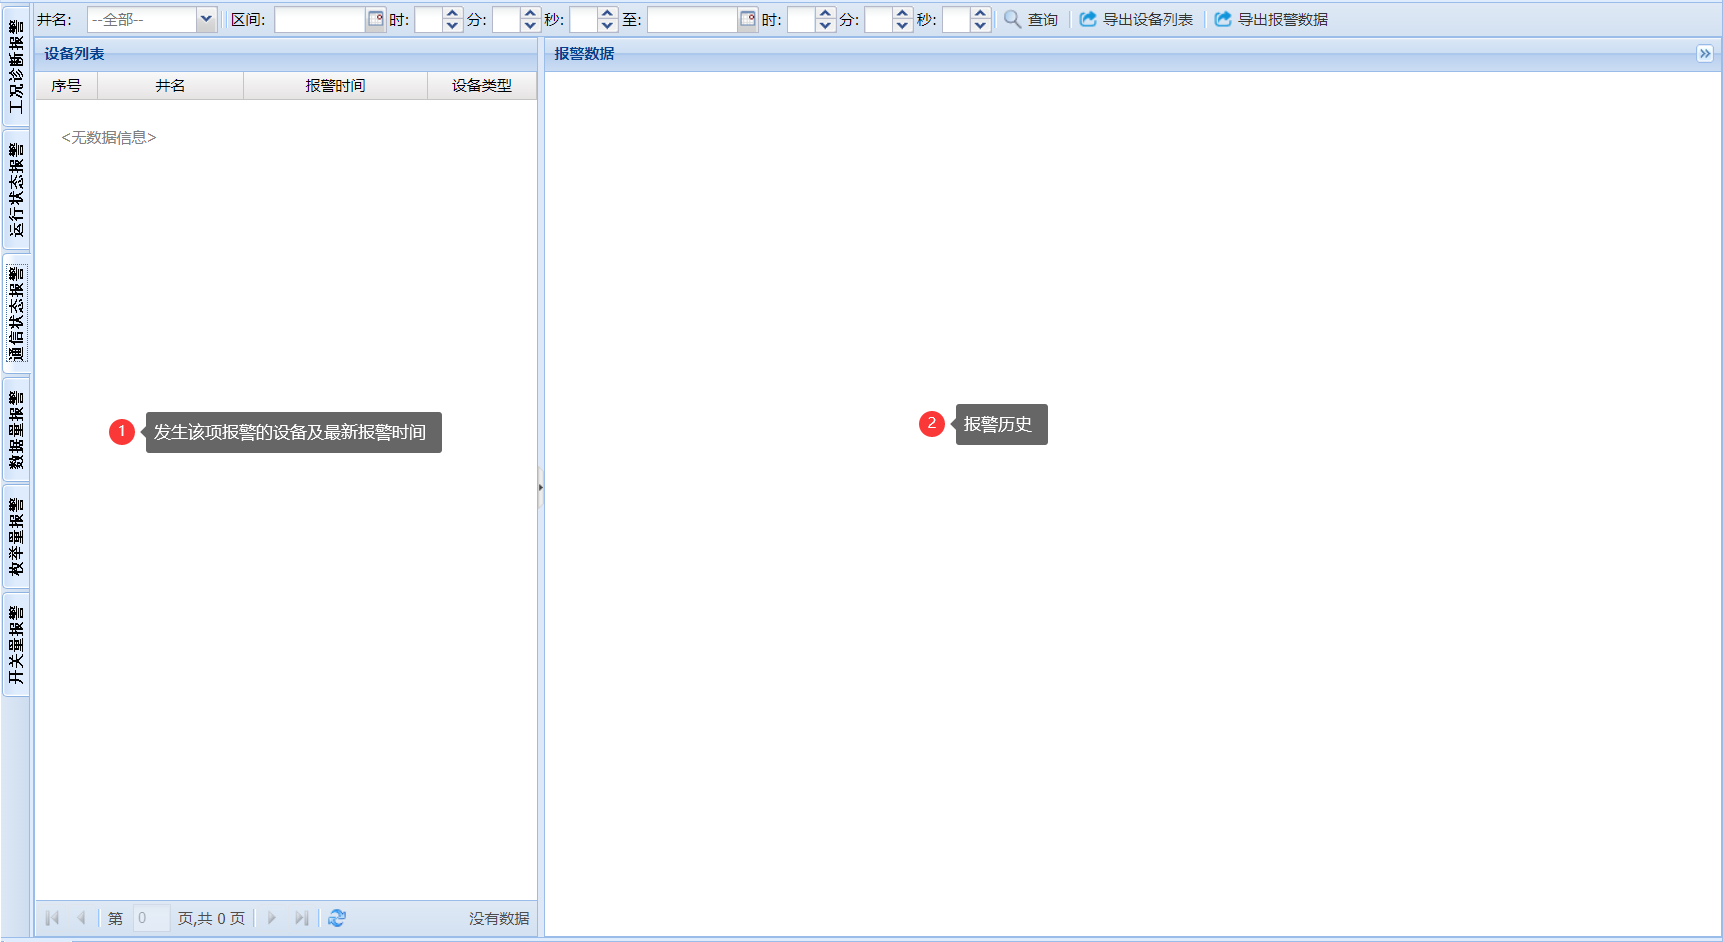 井名: --全部-- 区间: 时: 分: 秒: 至: 时: 分: 秒: 查询 导出设备列表 导出报警数据
工况诊断报警
运行状态报警
通信状态报警
数据量报警
枚举量报警
开关量报警
设备列表
序号 井名 报警时间 设备类型
<无数据信息>
1 发生该项报警的设备及最新报警时间
第 0 页,共 0 页 没有数据
报警数据
2 报警历史